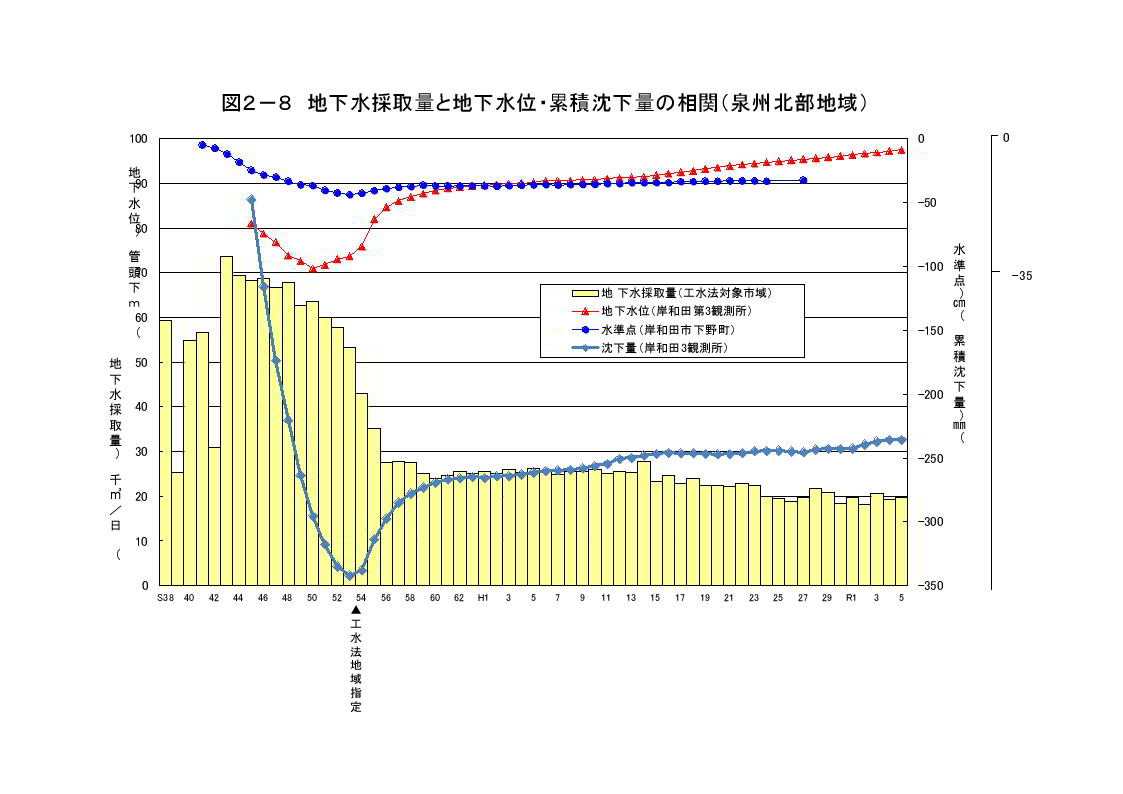 図2－8　地下水採取量と地下水位・累積沈下量の相関（泉州北部地域）
100
90
80
70
60
50
40
30
20
10
0
地下水位）管頭下m（
地下水採取量）千㎥／日（
0
-50
-100
-150
-200
-250
-300
-350
水準点）cm（　累積沈下量）mm（
0
-35
地 下水採取量（工水法対象市域）
地下水位（岸和田第3観測所）
水準点（岸和田市下野町）
沈下量（岸和田3観測所）
S38 40 42 44 46 48 50 52 54 56 58 60 62 H1 3 5 7 9 11 13 15 17 19 21 23 25 27 29 R1 3 5
▲
工水法地域指定